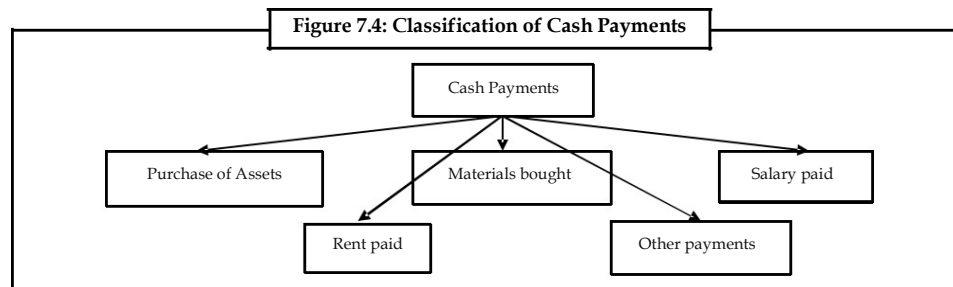 Figure 7.4: Classification of Cash Payments
Cash Payments
Purchase of Assets
Materials bought
Salary paid
Rent paid
Other payments